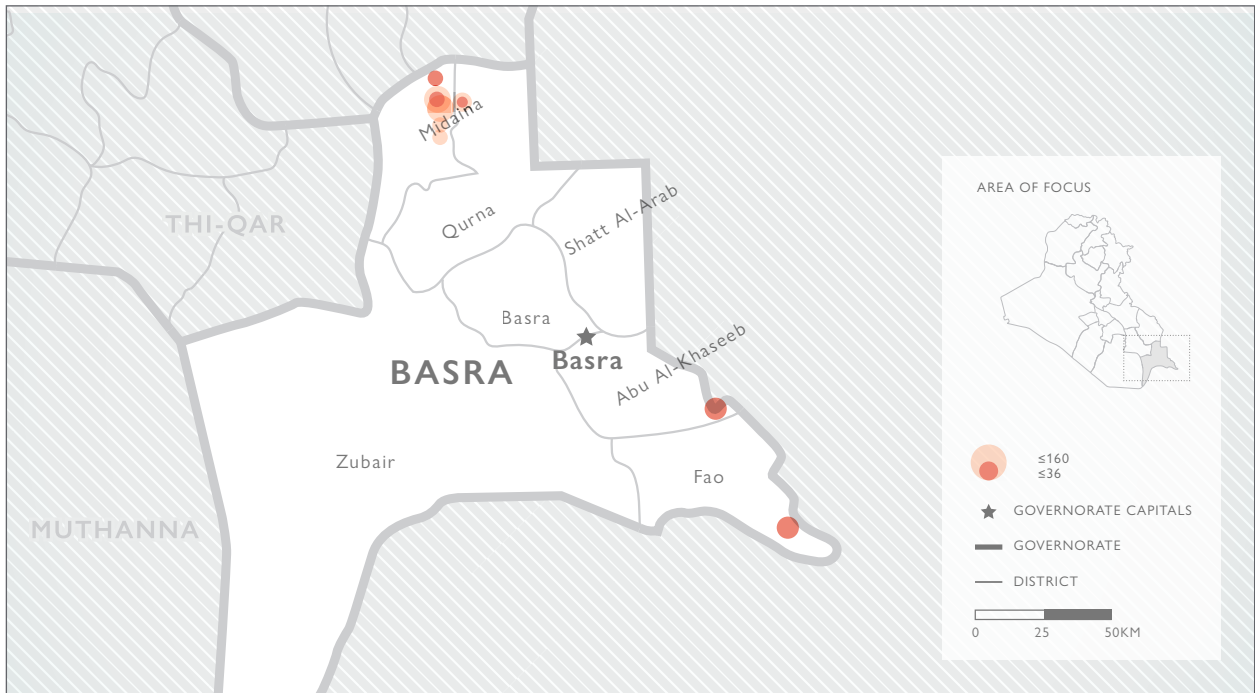 Midaina
THI-QAR
Qurna
Shatt Al-Arab
Basra
Basra
BASRA
Abu Al-Khaseeb
Zubair
Fao
MUTHANNA
AREA OF FOCUS
≤160
≤36
GOVERNORATE CAPITALS
GOVERNORATE
DISTRICT
0 25 50KM